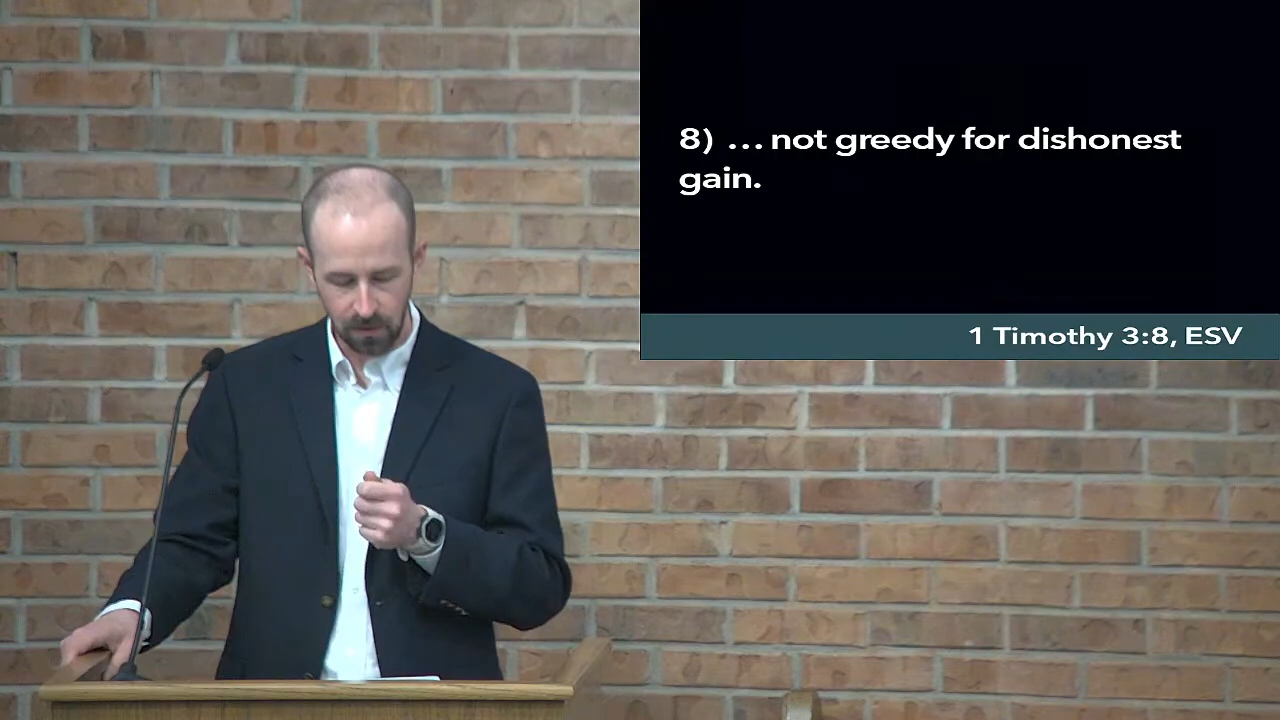 8) … not greedy for dishonest
gain.
1 Timothy 3:8, ESV